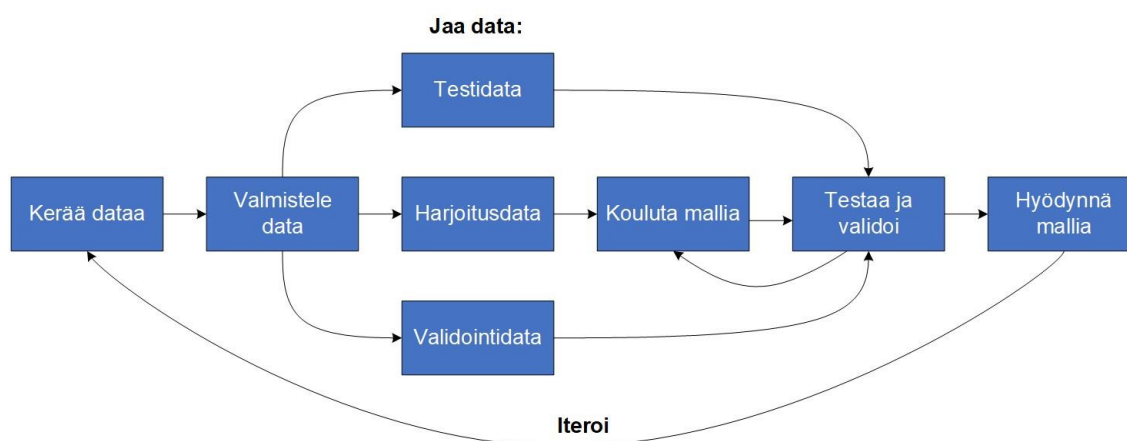 Jaa data:
Testidata
Kerää dataa
Valmistele
data
Harjoitusdata
Kouluta mallia
Testaa ja
validoi
Hyödynnä
mallia
Validointidata
Iteroi